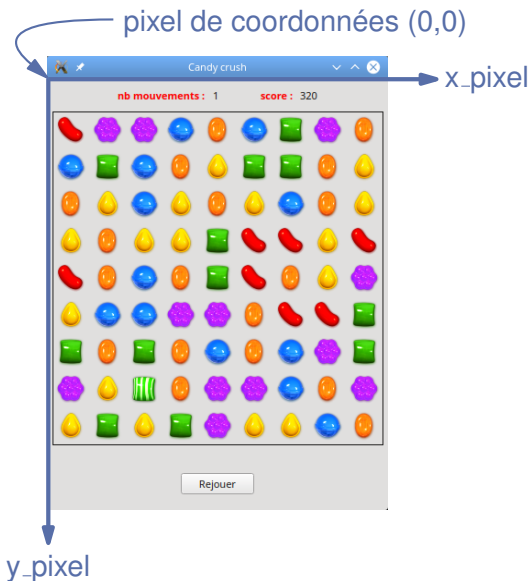 pixel de coordonnées (0,0)
Candy crush
x_pixel
nb mouvements : 1 score : 320
Rejouer
y_pixel